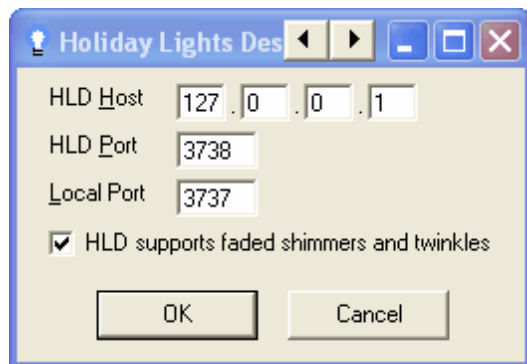 Holiday Lights Des
HLD Host 127 . 0 . 0 . 1
HLD Port 3738
Local Port 3737
HLD supports faded shimmers and twinkles
OK Cancel